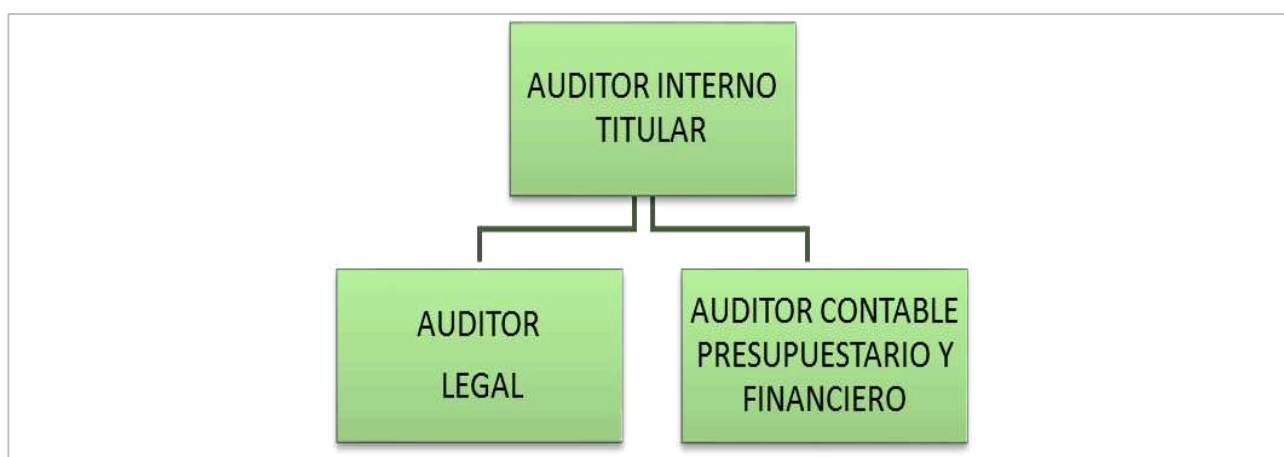 AUDITOR INTERNO
TITULAR
AUDITOR
LEGAL
AUDITOR CONTABLE
PRESUPUESTARIO Y
FINANCIERO